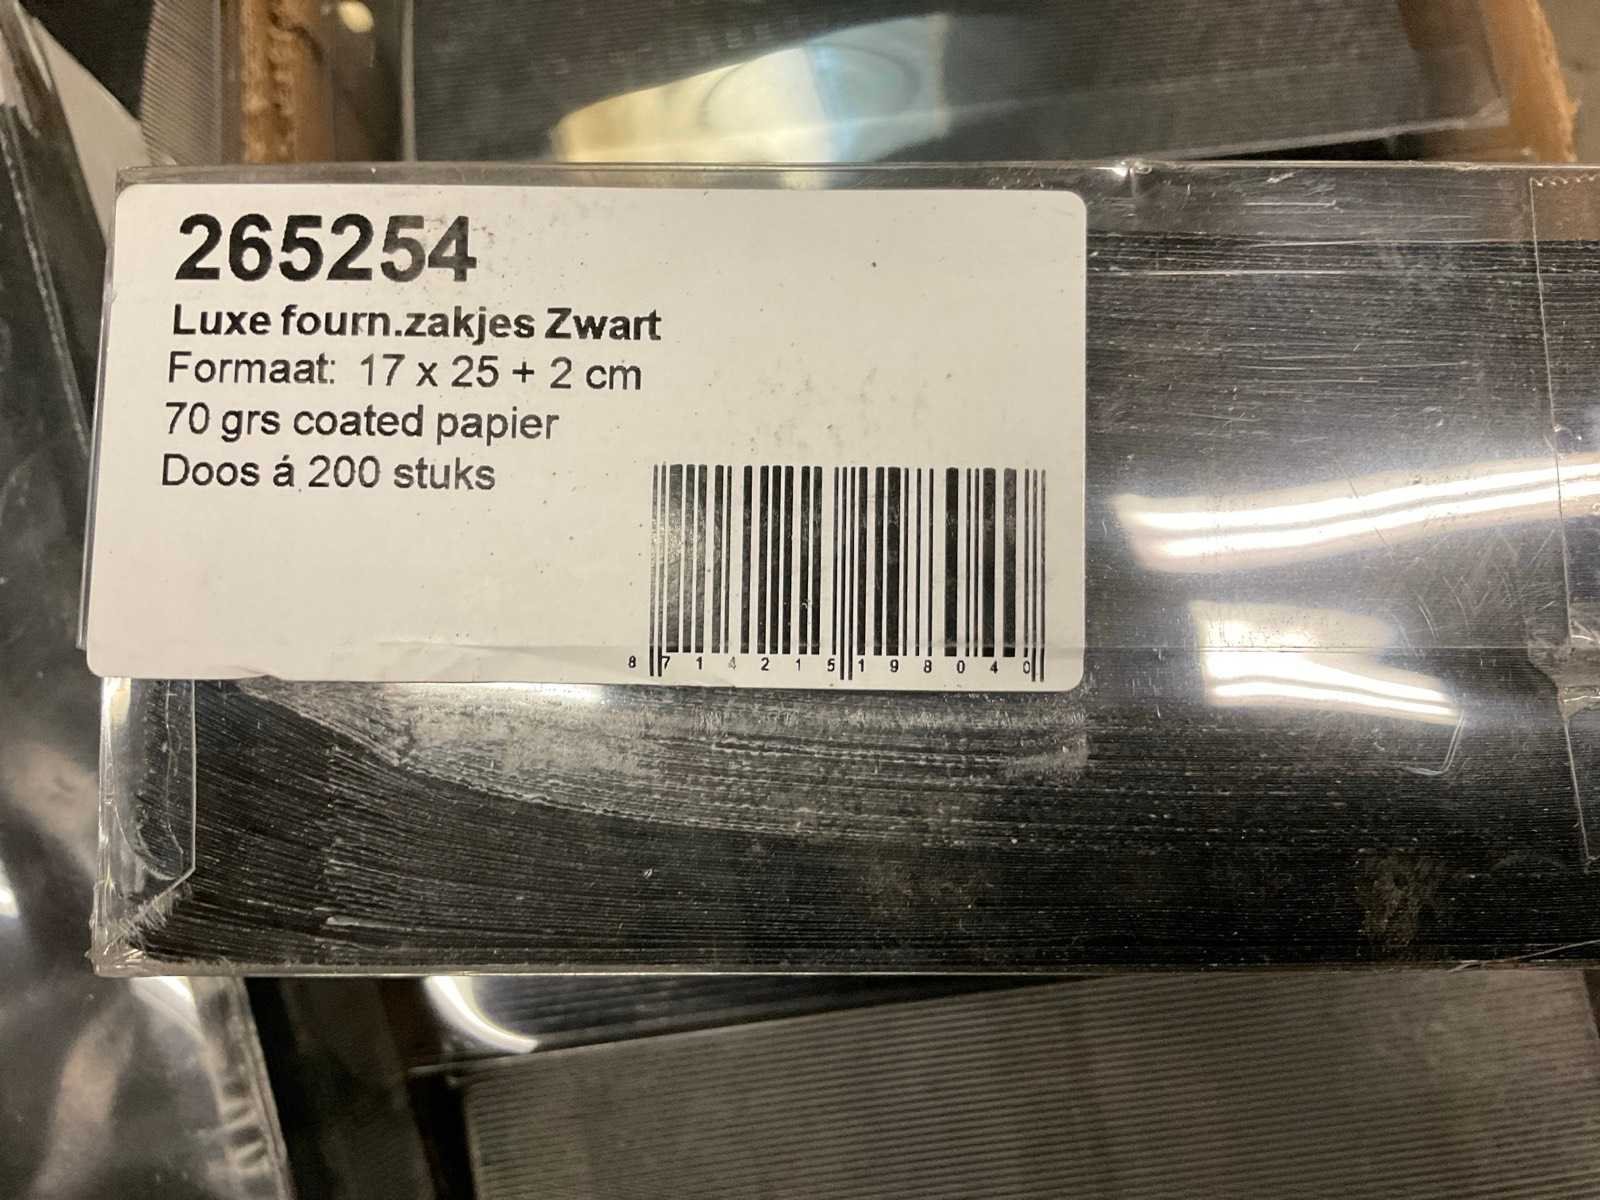 265254
Luxe fourn.zakjes Zwart
Formaat: 17 x 25 + 2 cm
70 grs coated papier
Doos á 200 stuks
8 714215 198040